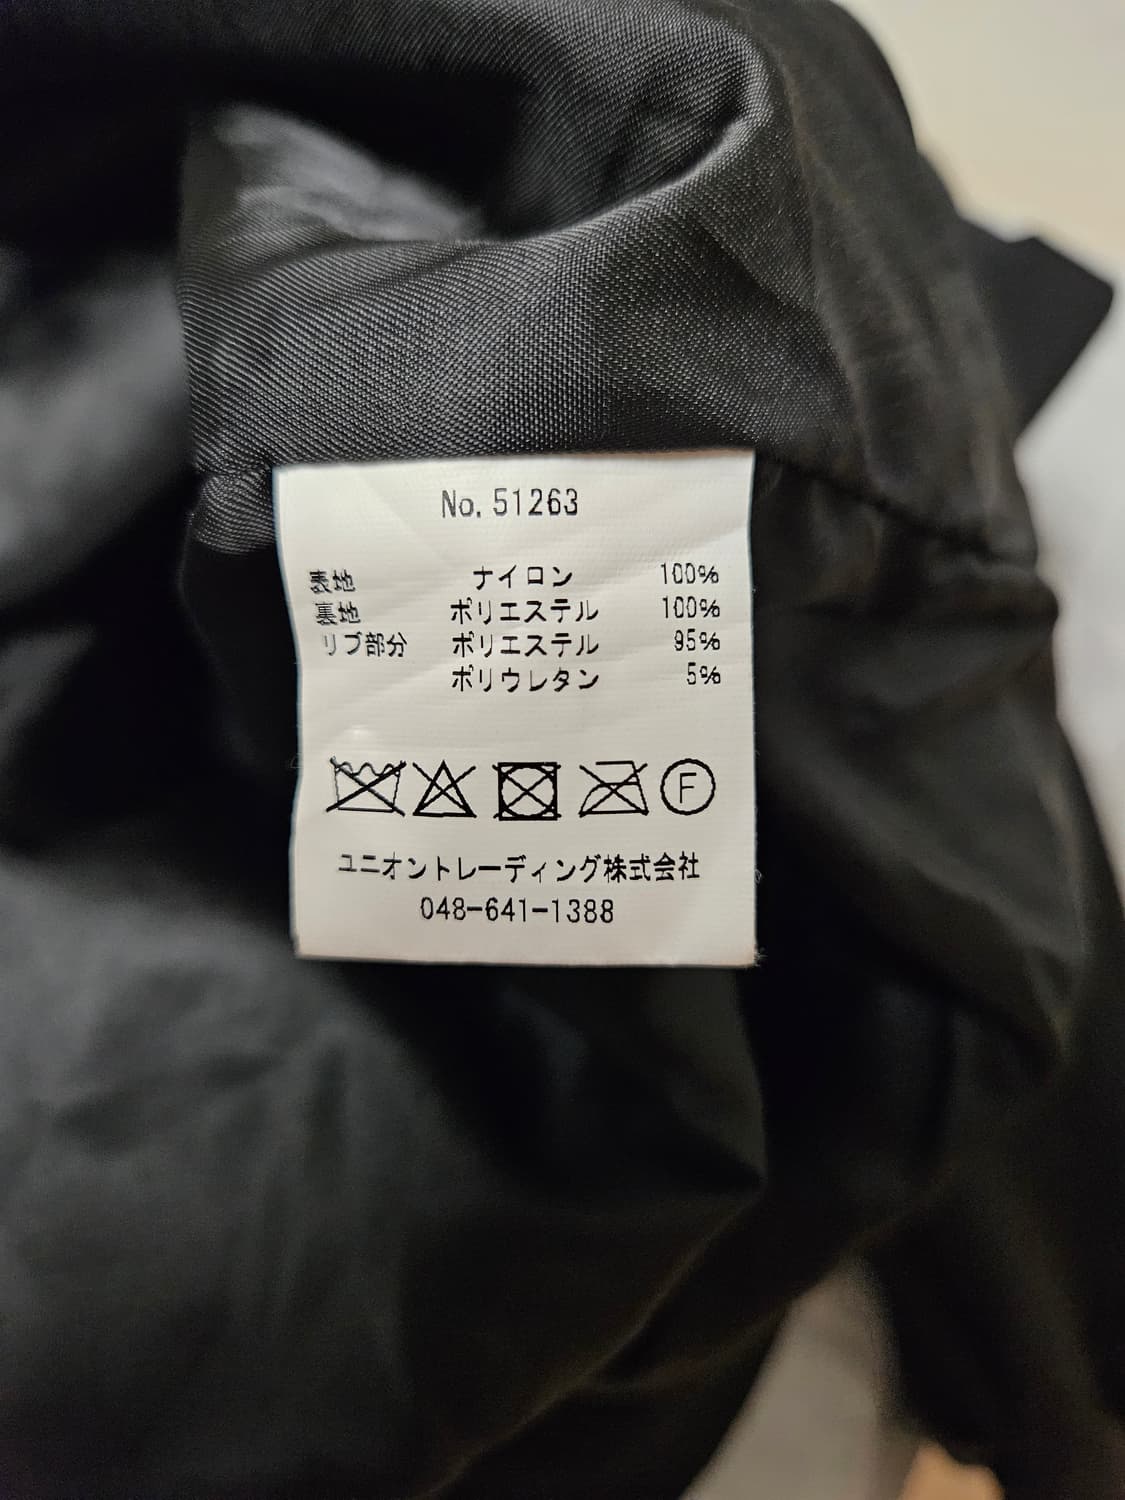 No. 51263
表地 ナイロン 100%
裏地 ポリエステル 100%
リブ部分 ポリエステル 95%
ポリウレタン 5%
F
ユニオントレーディング株式会社
048-641-1388